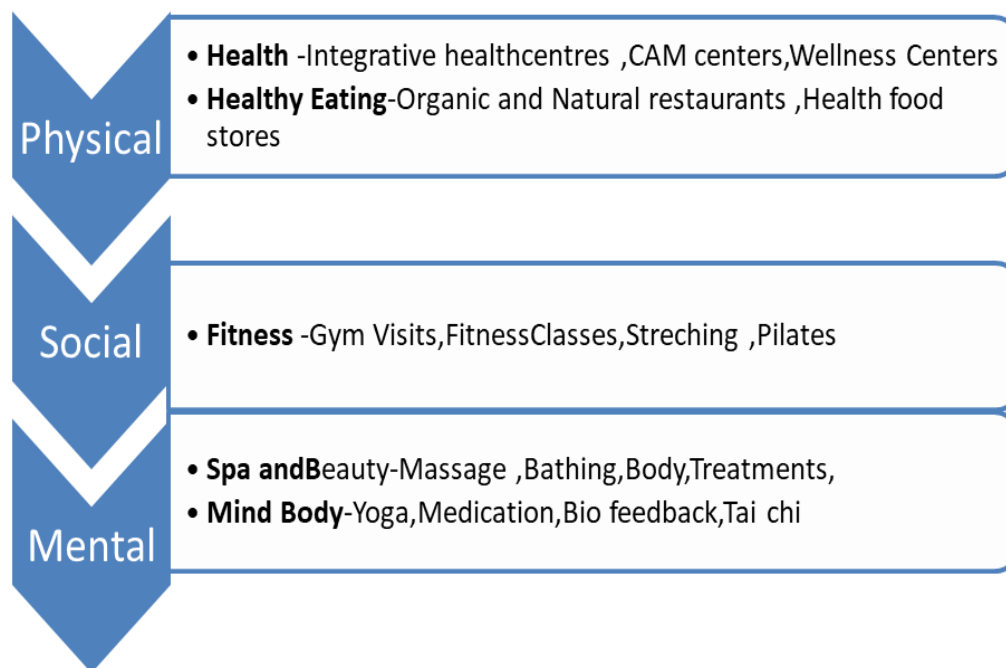 Physical
• Health -Integrative healthcentres ,CAM centers,Wellness Centers
• Healthy Eating-Organic and Natural restaurants ,Health food
stores
Social
• Fitness -Gym Visits,FitnessClasses,Streching ,Pilates
Mental
• Spa andBeauty-Massage ,Bathing,Body,Treatments,
• Mind Body-Yoga,Medication,Bio feedback,Tai chi